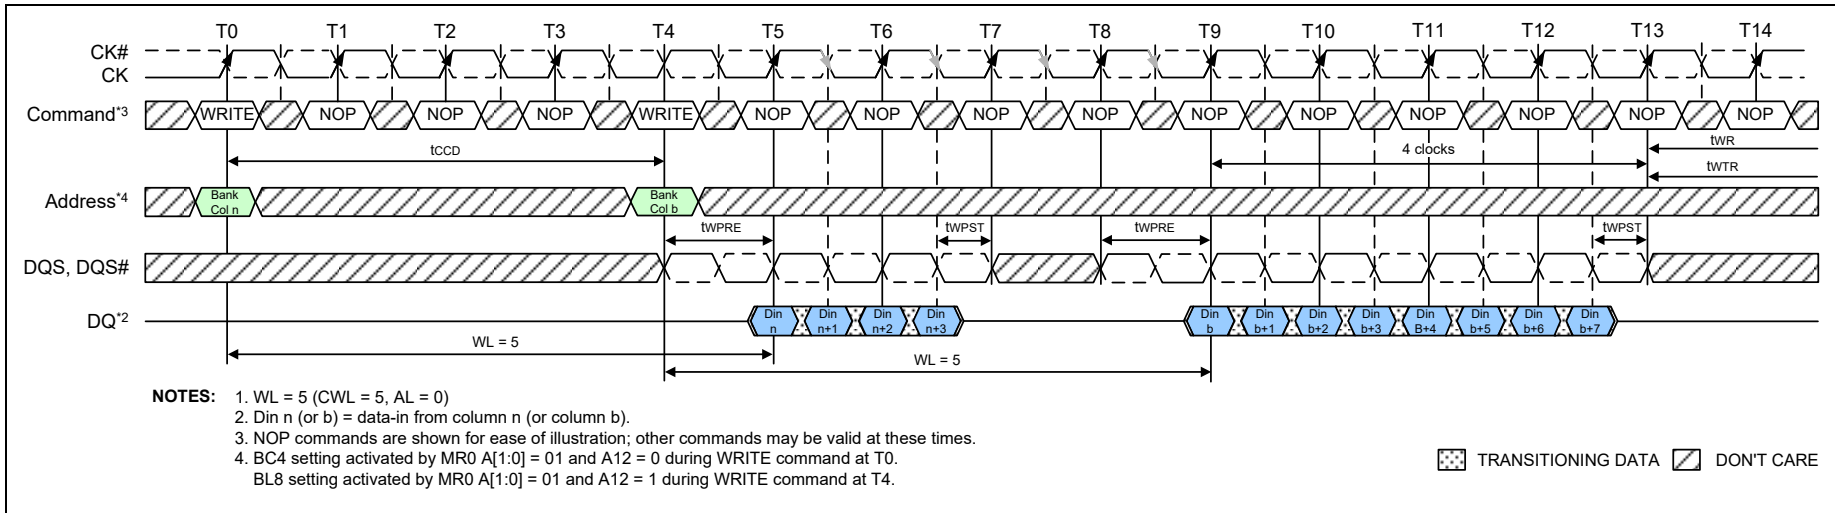 T0 T1 T2 T3 T4 T5 T6 T7 T8 T9 T10 T11 T12 T13 T14
CK#
CK
Command*3 WRITE NOP NOP NOP WRITE NOP NOP NOP NOP NOP NOP NOP NOP NOP NOP
tCCD 4 clocks tWR
tWTR
Address*4 Bank Col n Bank Col b
tWPRE tWPST tWPRE tWPST
DQS, DQS#
DQ*2 Din n Din n+1 Din n+2 Din n+3 Din b Din b+1 Din b+2 Din b+3 Din B+4 Din b+5 Din b+6 Din b+7
WL = 5
WL = 5
NOTES: 1. WL = 5 (CWL = 5, AL = 0)
2. Din n (or b) = data-in from column n (or column b).
3. NOP commands are shown for ease of illustration; other commands may be valid at these times.
4. BC4 setting activated by MR0 A[1:0] = 01 and A12 = 0 during WRITE command at T0.
BL8 setting activated by MR0 A[1:0] = 01 and A12 = 1 during WRITE command at T4.
TRANSITIONING DATA DON'T CARE